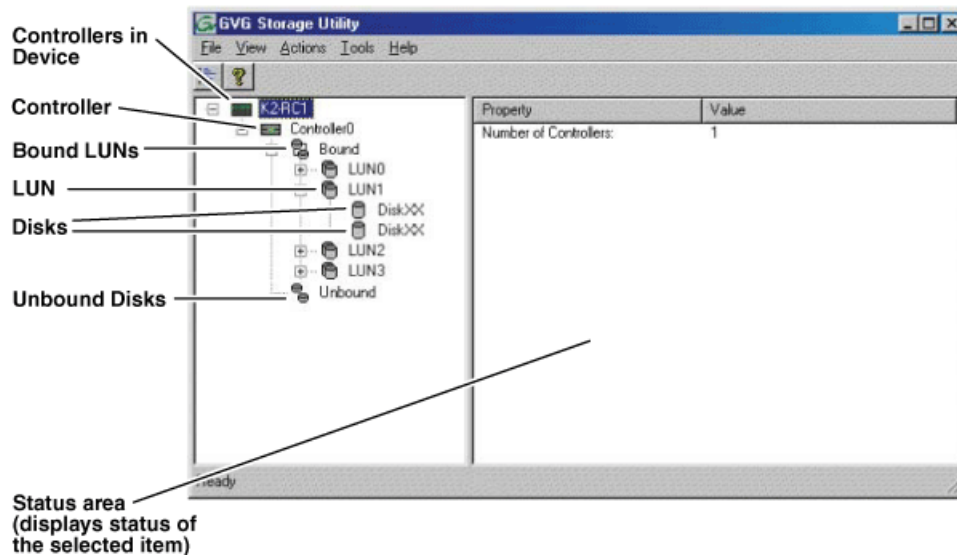 GVG Storage Utility
File View Actions Tools Help
Controllers in
Device
K2-RC1
Property Value
Controller
Controller0
Number of Controllers: 1
Bound LUNs
Bound
LUN0
LUN
LUN1
Disks
DiskXX
DiskXX
LUN2
LUN3
Unbound Disks
Unbound
Ready
Status area
(displays status of
the selected item)